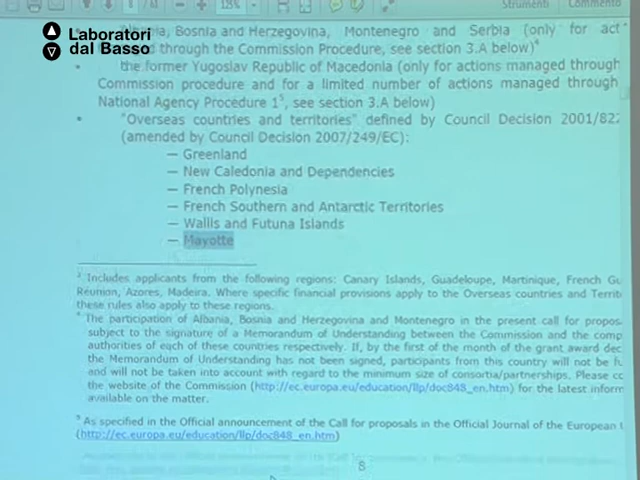 Strumenti
Commento
Laboratori
dal Basso
Albania, Bosnia and Herzegovina, Montenegro and Serbia (only for act
through the Commission Procedure, see section 3.A below)4
• the former Yugoslav Republic of Macedonia (only for actions managed through
Commission procedure and for a limited number of actions managed through
National Agency Procedure 15, see section 3.A below)
• "Overseas countries and territories" defined by Council Decision 2001/822
(amended by Council Decision 2007/249/EC):
— Greenland
— New Caledonia and Dependencies
— French Polynesia
— French Southern and Antarctic Territories
— Wallis and Futuna Islands
— Mayotte
3 Includes applicants from the following regions: Canary Islands, Guadeloupe, Martinique, French Gu
Réunion, Azores, Madeira. Where specific financial provisions apply to the Overseas countries and Territ
these rules also apply to these regions.
4 The participation of Albania, Bosnia and Herzegovina and Montenegro in the present call for propos
subject to the signature of a Memorandum of Understanding between the Commission and the comp
authorities of each of these countries respectively. If, by the first of the month of the grant award dec
the Memorandum of Understanding has not been signed, participants from this country will not be fu
and will not be taken into account with regard to the minimum size of consortia/partnerships. Please co
the website of the Commission (http://ec.europa.eu/education/llp/doc848_en.htm) for the latest inform
available on the matter.
5 As specified in the Official announcement of the Call for proposals in the Official Journal of the European
(http://ec.europa.eu/education/llp/doc848_en.htm)
8